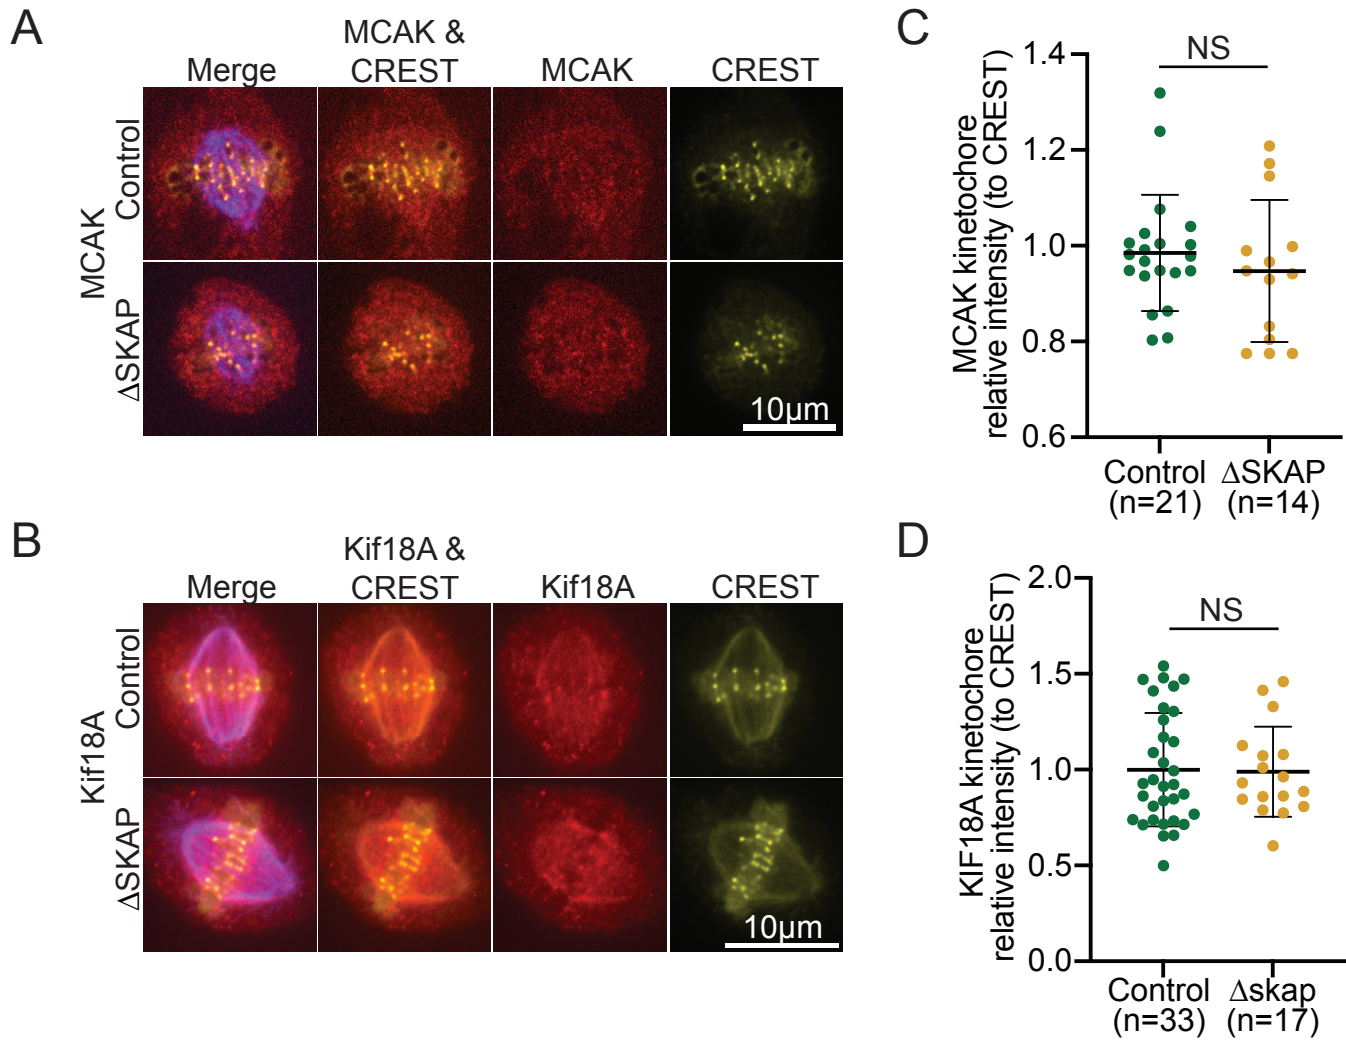 A
MCAK &
Merge CREST MCAK CREST
MCAK
Control
ΔSKAP
10μm
B
Kif18A &
Merge CREST Kif18A CREST
Kif18A
Control
ΔSKAP
10μm
C
MCAK kinetochore
relative intensity (to CREST)
1.4
1.2
1.0
0.8
0.6
NS
Control ΔSKAP
(n=21) (n=14)
D
KIF18A kinetochore
relative intensity (to CREST)
2.0
1.5
1.0
0.5
0.0
NS
Control Δskap
(n=33) (n=17)